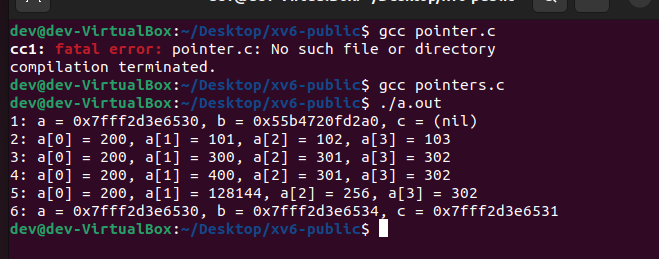 dev@dev-VirtualBox:~/Desktop/xv6-public$ gcc pointer.c
cc1: fatal error: pointer.c: No such file or directory
compilation terminated.
dev@dev-VirtualBox:~/Desktop/xv6-public$ gcc pointers.c
dev@dev-VirtualBox:~/Desktop/xv6-public$ ./a.out
1: a = 0x7fff2d3e6530, b = 0x55b4720fd2a0, c = (nil)
2: a[0] = 200, a[1] = 101, a[2] = 102, a[3] = 103
3: a[0] = 200, a[1] = 300, a[2] = 301, a[3] = 302
4: a[0] = 200, a[1] = 400, a[2] = 301, a[3] = 302
5: a[0] = 200, a[1] = 128144, a[2] = 256, a[3] = 302
6: a = 0x7fff2d3e6530, b = 0x7fff2d3e6534, c = 0x7fff2d3e6531
dev@dev-VirtualBox:~/Desktop/xv6-public$